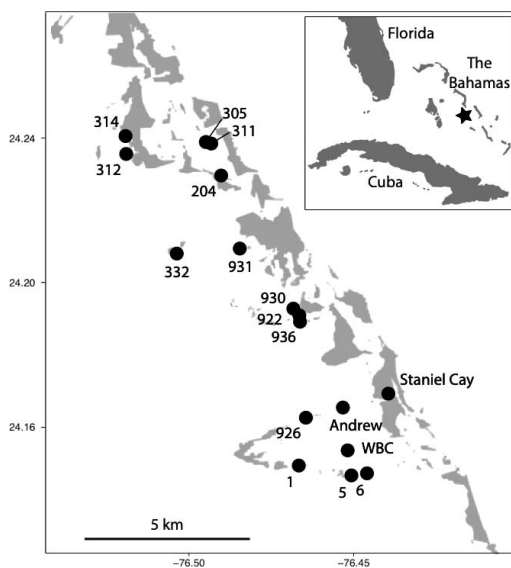 Florida
The
Bahamas
Cuba
24.24
24.20
24.16
314
305
311
312
204
332
931
930
922
936
Staniel Cay
Andrew
926
WBC
1
5
6
5 km
−76.50
−76.45